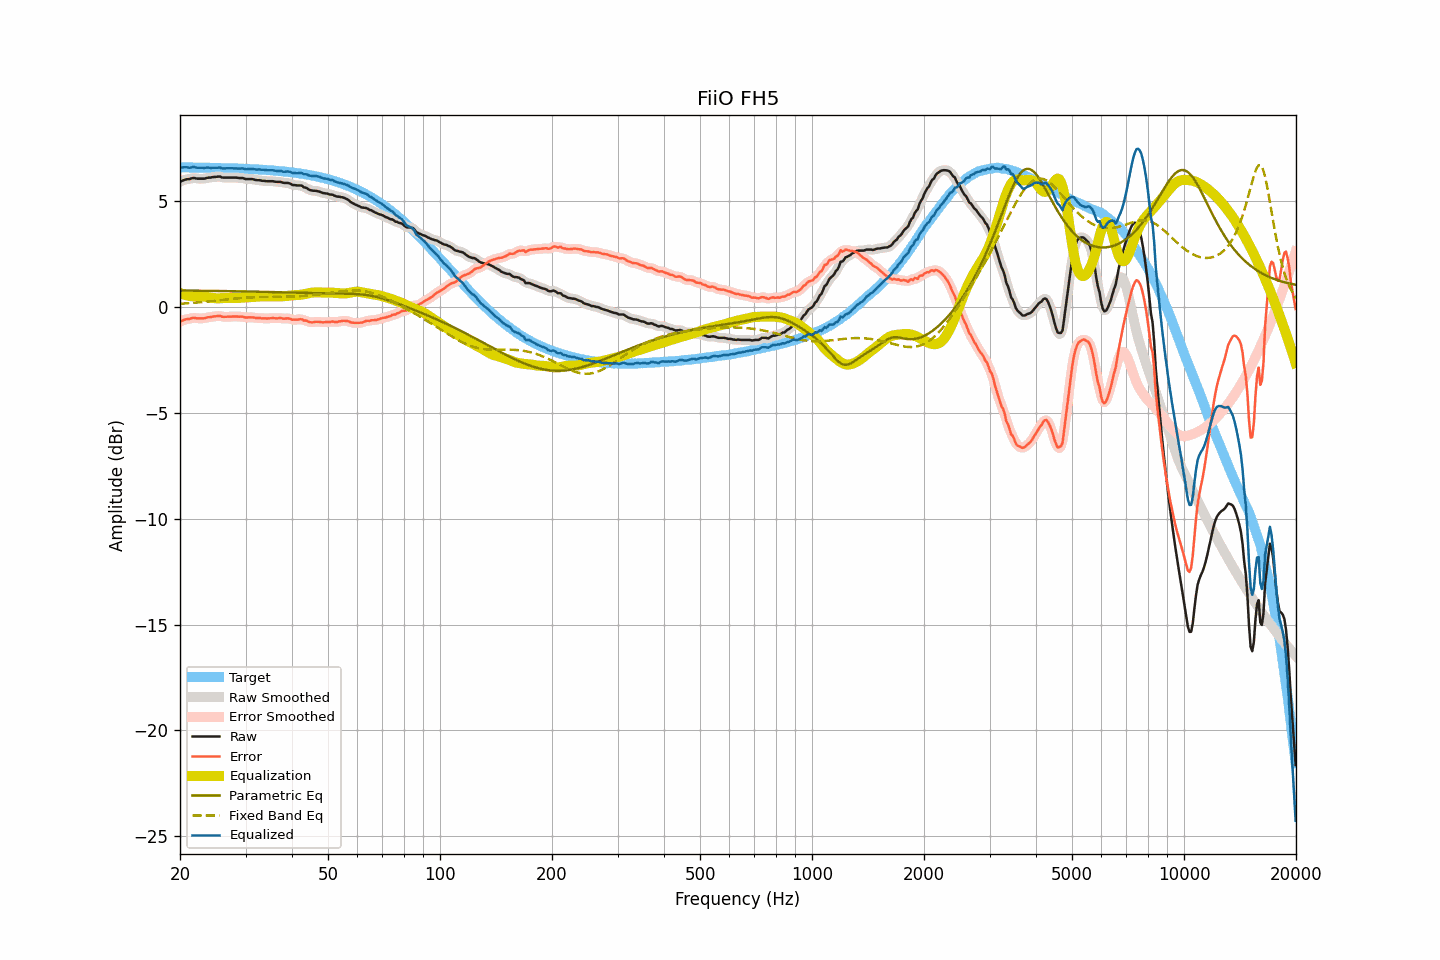 FiiO FH5
Amplitude (dBr)
5
0
−5
−10
−15
−20
−25
Target
Raw Smoothed
Error Smoothed
Raw
Error
Equalization
Parametric Eq
Fixed Band Eq
Equalized
20 50 100 200 500 1000 2000 5000 10000 20000
Frequency (Hz)